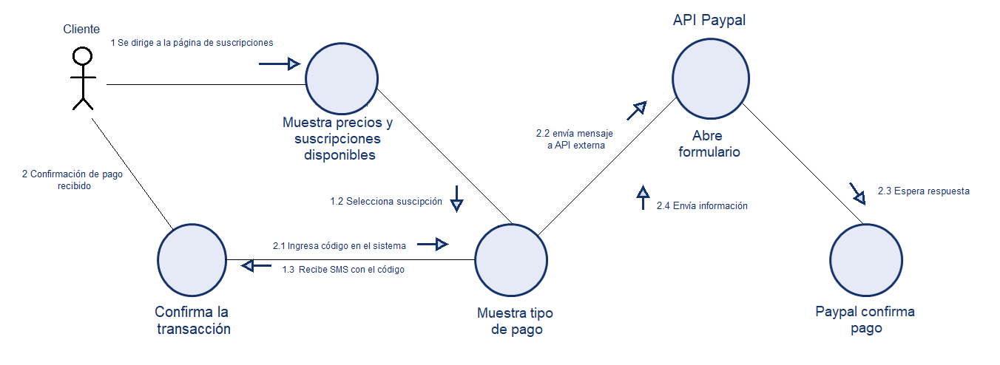 API Paypal
Cliente
1 Se dirige a la página de suscripciones
Muestra precios y
suscripciones
disponibles
2.2 envía mensaje
a API externa
Abre
formulario
2 Confirmación de pago
recibido
1.2 Selecciona suscipción
2.4 Envía información
2.3 Espera respuesta
2.1 Ingresa código en el sistema
1.3 Recibe SMS con el código
Confirma la
transacción
Muestra tipo
de pago
Paypal confirma
pago